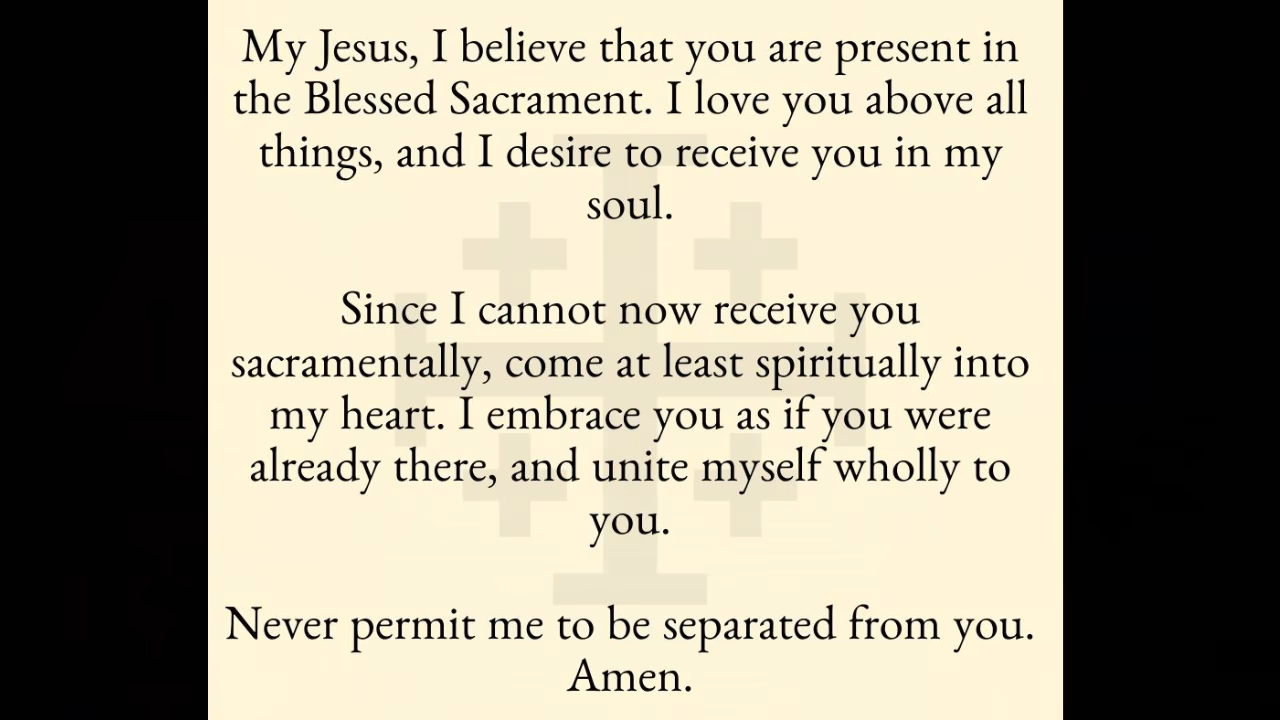 My Jesus, I believe that you are present in
the Blessed Sacrament. I love you above all
things, and I desire to receive you in my
soul.
Since I cannot now receive you
sacramentally, come at least spiritually into
my heart. I embrace you as if you were
already there, and unite myself wholly to
you.
Never permit me to be separated from you.
Amen.